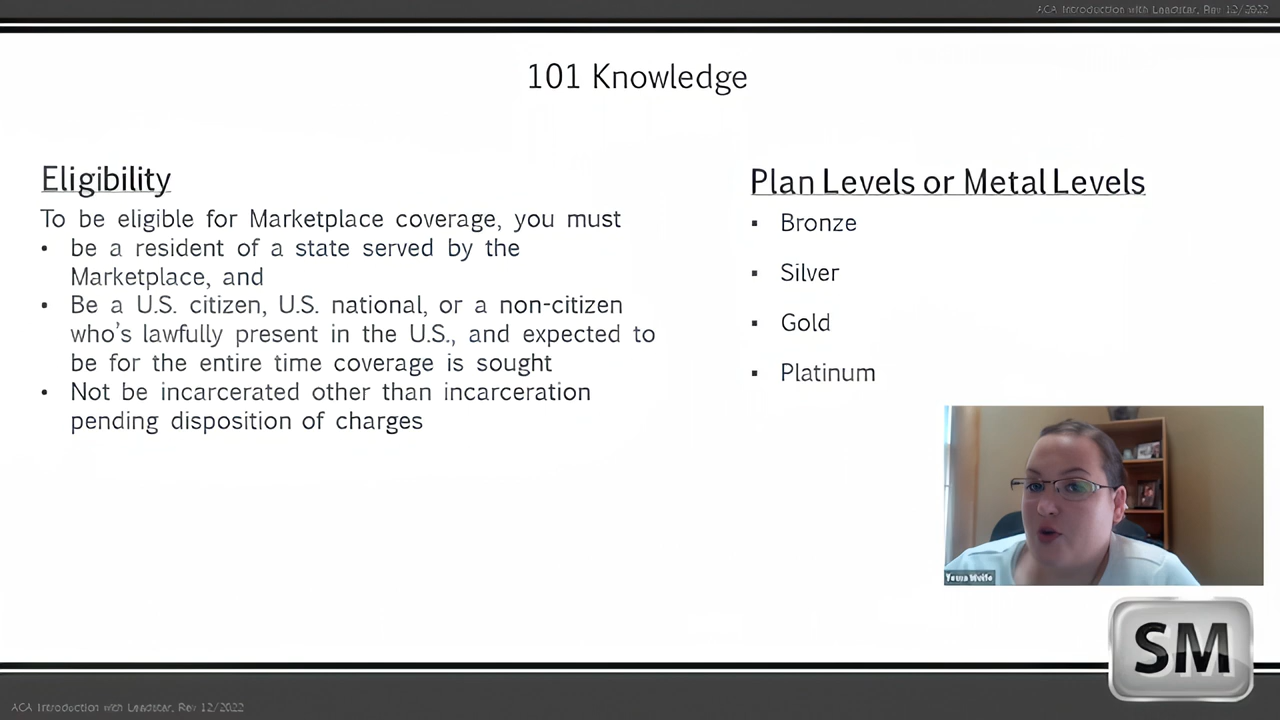 ACA Introduction with Leadstar, Rev 12/2022
101 Knowledge
Eligibility
To be eligible for Marketplace coverage, you must
• be a resident of a state served by the
Marketplace, and
• Be a U.S. citizen, U.S. national, or a non-citizen
who's lawfully present in the U.S., and expected to
be for the entire time coverage is sought
• Not be incarcerated other than incarceration
pending disposition of charges
Plan Levels or Metal Levels
▪ Bronze
▪ Silver
▪ Gold
▪ Platinum
SM
ACA Introduction with Leadstar, Rev 12/2022